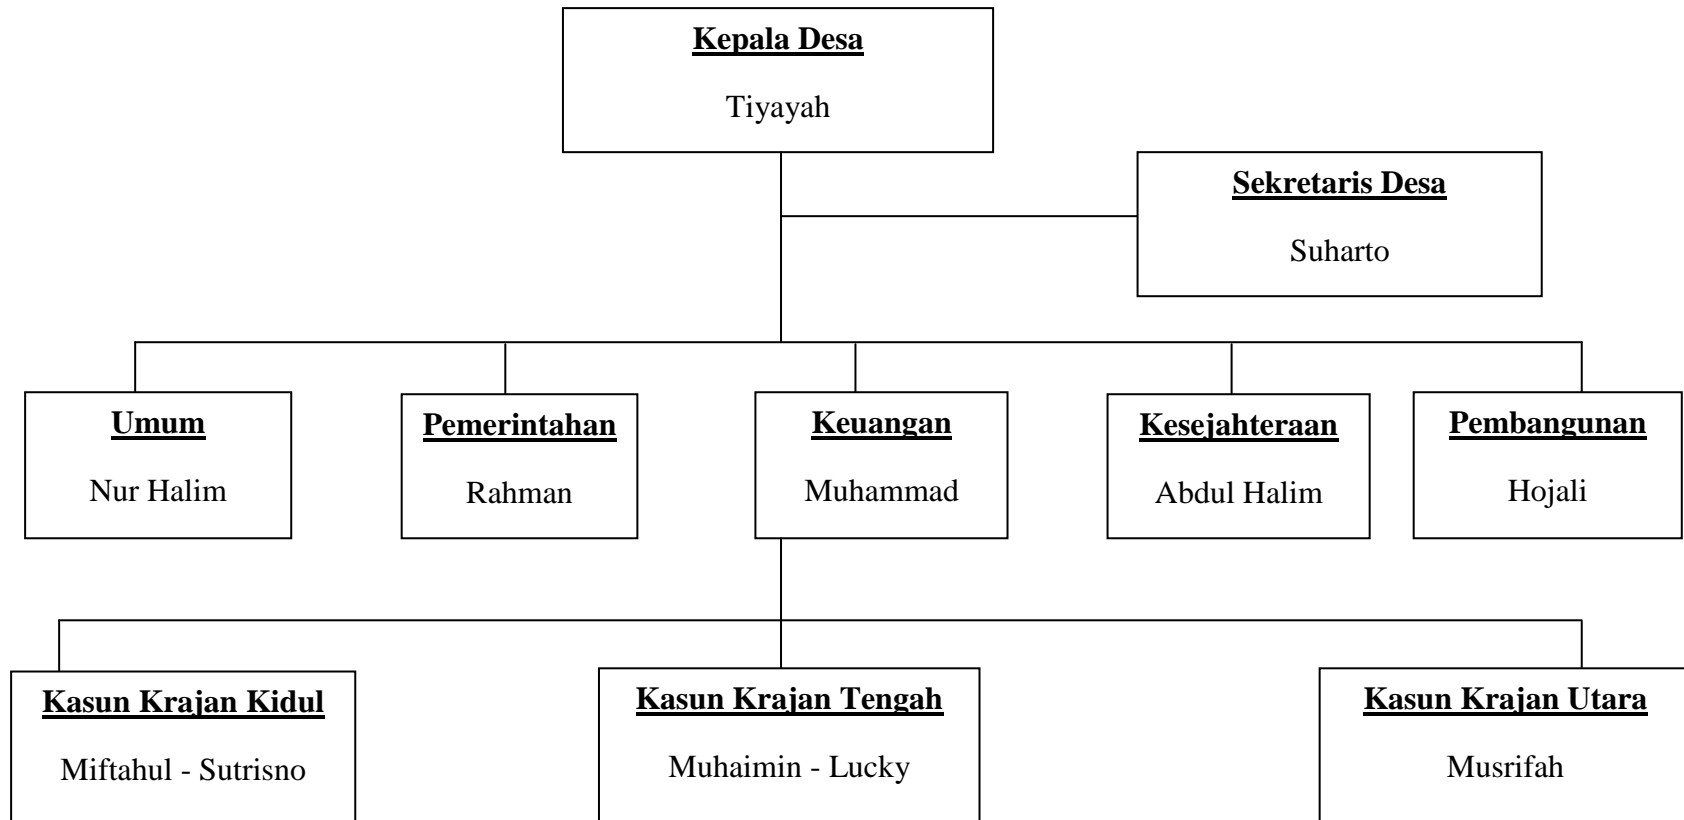 Kepala Desa
Tiyayah
Sekretaris Desa
Suharto
Umum
Nur Halim
Pemerintahan
Rahman
Keuangan
Muhammad
Kesejahteraan
Abdul Halim
Pembangunan
Hojali
Kasun Krajan Kidul
Miftahul - Sutrisno
Kasun Krajan Tengah
Muhaimin - Lucky
Kasun Krajan Utara
Musrifah